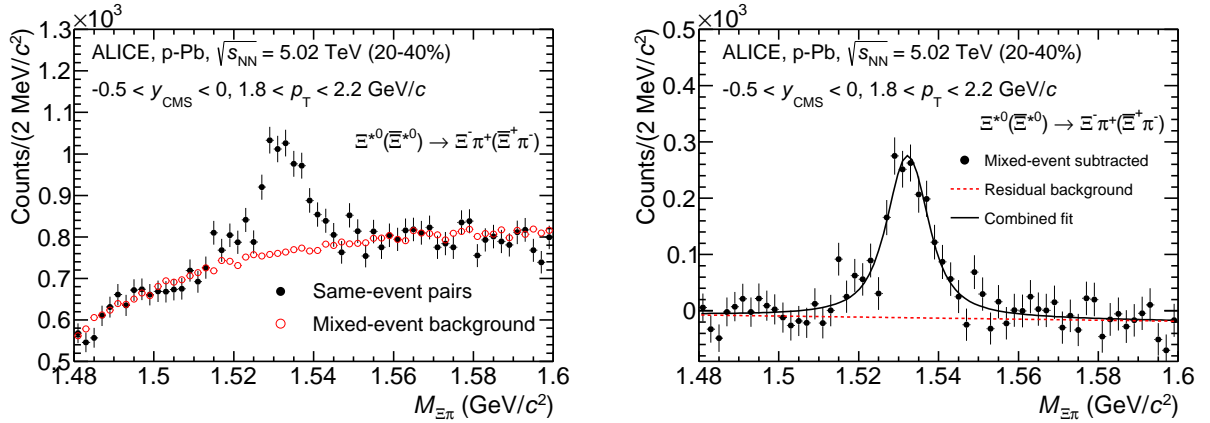 ×10³
1.3
1.2
1.1
1
0.9
0.8
0.7
0.6
0.5
Counts/(2 MeV/c²)
ALICE, p-Pb, √s_NN = 5.02 TeV (20-40%)
-0.5 < y_CMS < 0, 1.8 < p_T < 2.2 GeV/c
Ξ*⁰(Ξ̅*⁰) → Ξ⁻π⁺(Ξ̅⁺π⁻)
Same-event pairs
Mixed-event background
1.48 1.5 1.52 1.54 1.56 1.58 1.6
M_Ξπ (GeV/c²)
×10³
0.5
0.4
0.3
0.2
0.1
0
Counts/(2 MeV/c²)
ALICE, p-Pb, √s_NN = 5.02 TeV (20-40%)
-0.5 < y_CMS < 0, 1.8 < p_T < 2.2 GeV/c
Ξ*⁰(Ξ̅*⁰) → Ξ⁻π⁺(Ξ̅⁺π⁻)
Mixed-event subtracted
Residual background
Combined fit
1.48 1.5 1.52 1.54 1.56 1.58 1.6
M_Ξπ (GeV/c²)